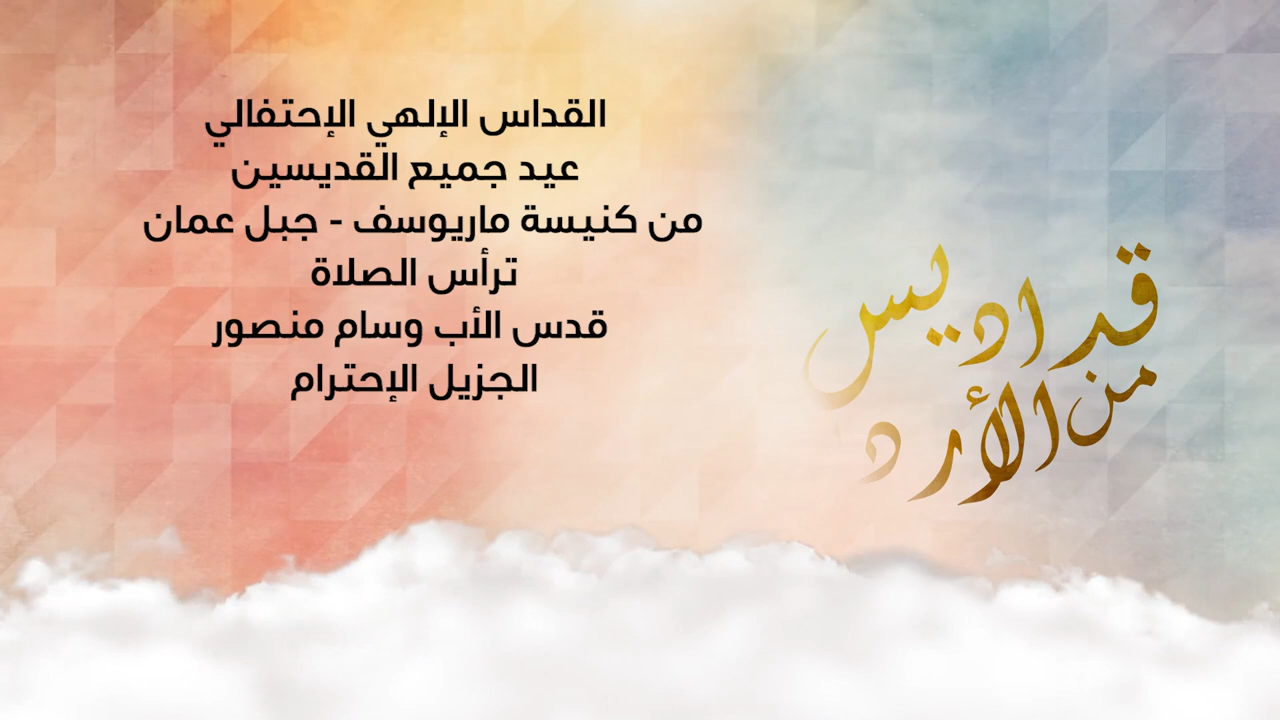 القداس الإلهي الإحتفالي
عيد جميع القديسين
من كنيسة ماريوسف - جبل عمان
ترأس الصلاة
قدس الأب وسام منصور
الجزيل الإحترام
قداديس
من الأرد